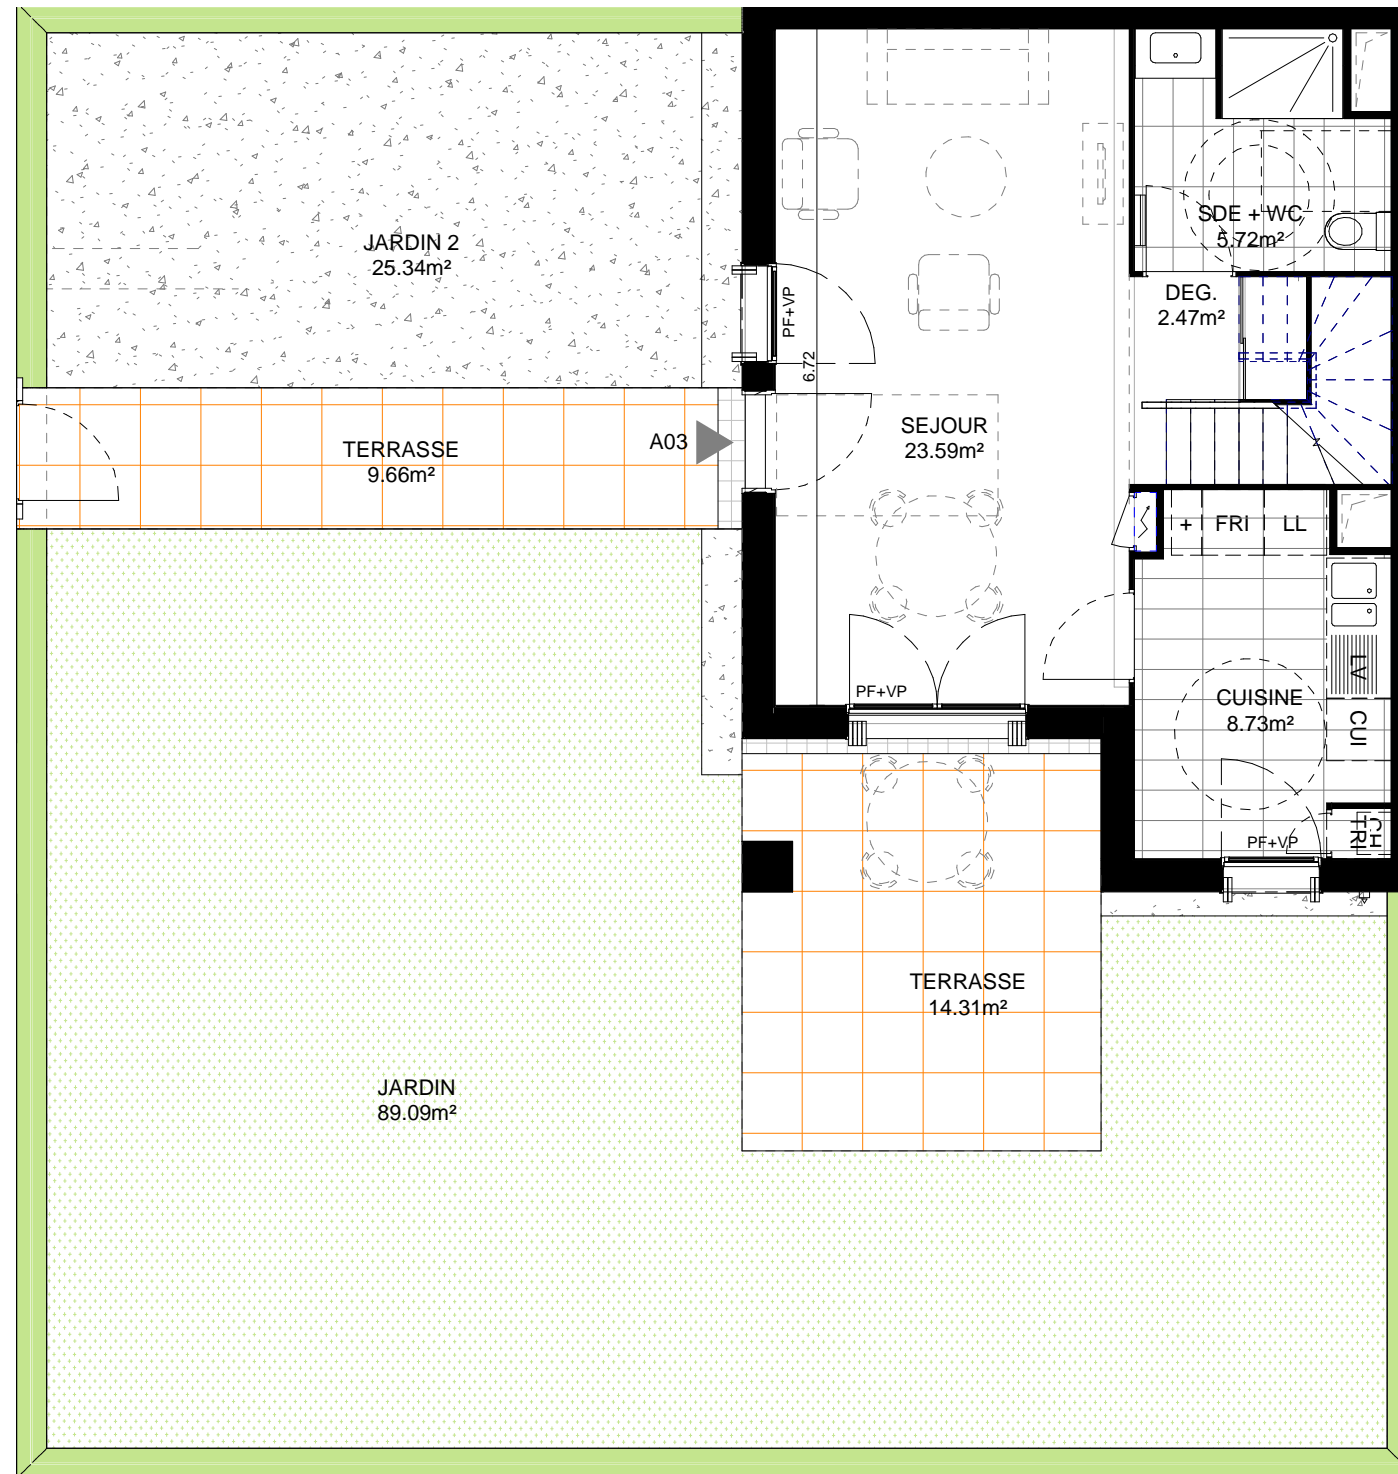 JARDIN 2
25.34m²
SDE + WC
5.72m²
DEG.
2.47m²
PF+VP
6.72
TERRASSE
9.66m²
A03
SEJOUR
23.59m²
+
FRI
LL
LV
CUISINE
8.73m²
CUI
PF+VP
CH
TRI
PF+VP
TERRASSE
14.31m²
JARDIN
89.09m²